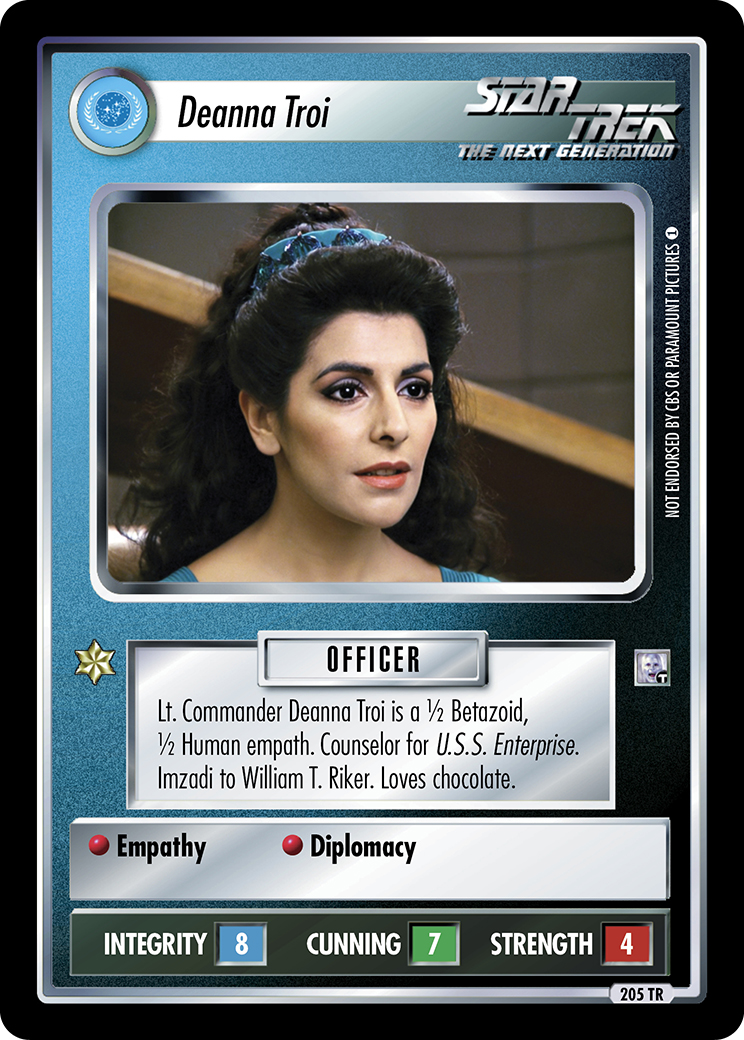 Deanna Troi
STAR TREK
THE NEXT GENERATION
NOT ENDORSED BY CBS OR PARAMOUNT PICTURES 1
OFFICER
T
Lt. Commander Deanna Troi is a ½ Betazoid,
½ Human empath. Counselor for U.S.S. Enterprise.
Imzadi to William T. Riker. Loves chocolate.
Empathy Diplomacy
INTEGRITY 8 CUNNING 7 STRENGTH 4
205 TR